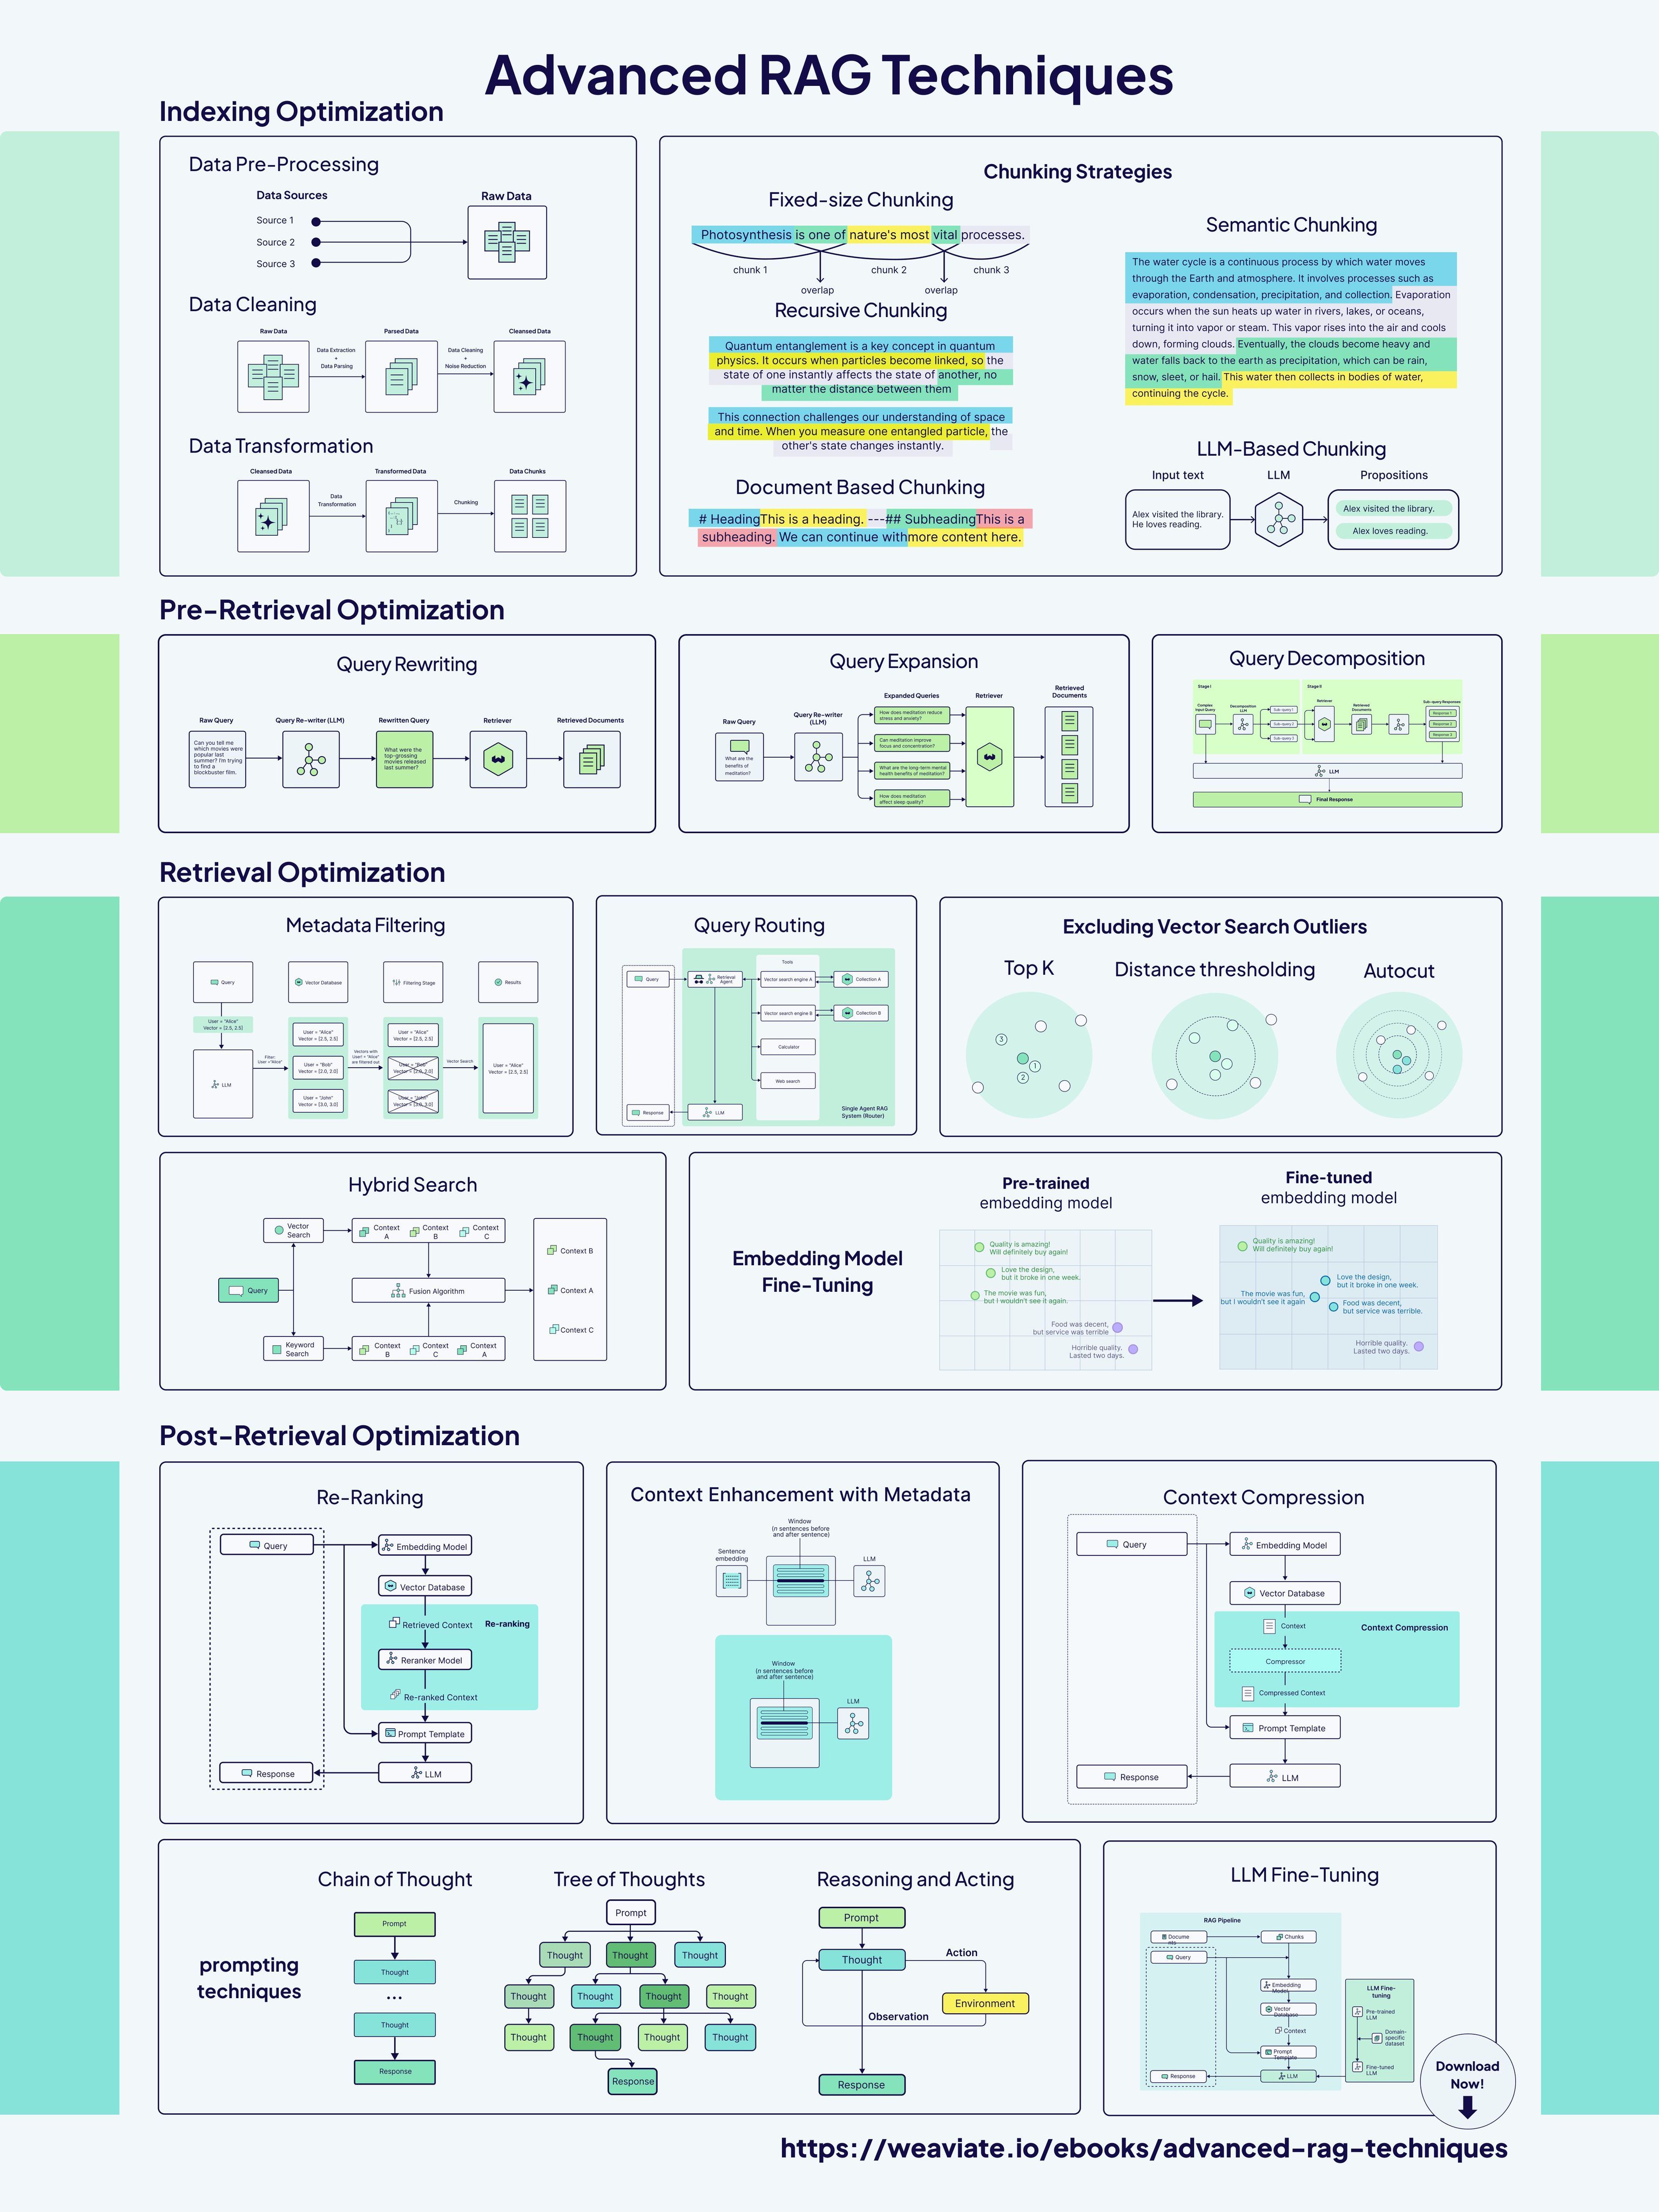 Advanced RAG Techniques
Indexing Optimization
Data Pre-Processing
Data Sources
Raw Data
Source 1
Source 2
Source 3
Data Cleaning
Raw Data
Parsed Data
Cleansed Data
Data Extraction
+
Data Parsing
Data Cleaning
+
Noise Reduction
Data Transformation
Cleansed Data
Transformed Data
Data Chunks
Data
Transformation
Chunking
Chunking Strategies
Fixed-size Chunking
Photosynthesis is one of nature's most vital processes.
chunk 1
chunk 2
chunk 3
overlap
overlap
Recursive Chunking
Quantum entanglement is a key concept in quantum
physics. It occurs when particles become linked, so the
state of one instantly affects the state of another, no
matter the distance between them
This connection challenges our understanding of space
and time. When you measure one entangled particle, the
other's state changes instantly.
Document Based Chunking
# HeadingThis is a heading. ---## SubheadingThis is a
subheading. We can continue withmore content here.
Semantic Chunking
The water cycle is a continuous process by which water moves
through the Earth and atmosphere. It involves processes such as
evaporation, condensation, precipitation, and collection. Evaporation
occurs when the sun heats up water in rivers, lakes, or oceans,
turning it into vapor or steam. This vapor rises into the air and cools
down, forming clouds. Eventually, the clouds become heavy and
water falls back to the earth as precipitation, which can be rain,
snow, sleet, or hail. This water then collects in bodies of water,
continuing the cycle.
LLM-Based Chunking
Input text
LLM
Propositions
Alex visited the library.
He loves reading.
Alex visited the library.
Alex loves reading.
Pre-Retrieval Optimization
Query Rewriting
Raw Query
Query Re-writer (LLM)
Rewritten Query
Retriever
Retrieved Documents
Can you tell me
which movies were
popular last
summer? I'm trying
to find a
blockbuster film.
What were the
top-grossing
movies released
last summer?
Query Expansion
Raw Query
Query Re-writer
(LLM)
Expanded Queries
Retriever
Retrieved
Documents
What are the
benefits of
meditation?
How does meditation reduce
stress and anxiety?
Can meditation improve
focus and concentration?
What are the long-term mental
health benefits of meditation?
How does meditation
affect sleep quality?
Query Decomposition
Stage I
Stage II
Complex
Input Query
Decomposition
LLM
Retriever
Retrieved
Documents
Sub-query Responses
Sub-query 1
Sub-query 2
Sub-query 3
Response 1
Response 2
Response 3
LLM
Final Response
Retrieval Optimization
Metadata Filtering
Query
Vector Database
Filtering Stage
Results
User = "Alice"
Vector = [2.5, 2.5]
LLM
Filter:
User ="Alice"
User = "Alice"
Vector = [2.5, 2.5]
User = "Bob"
Vector = [2.0, 2.0]
User = "John"
Vector = [3.0, 3.0]
Vectors with
User! = "Alice"
are filtered out
User = "Alice"
Vector = [2.5, 2.5]
User = "Bob"
Vector = [2.0, 2.0]
User = "John"
Vector = [3.0, 3.0]
Vector Search
User = "Alice"
Vector = [2.5, 2.5]
Query Routing
Tools
Query
Retrieval
Agent
Vector search engine A
Collection A
Vector search engine B
Collection B
Calculator
Web search
Response
LLM
Single Agent RAG
System (Router)
Excluding Vector Search Outliers
Top K
Distance thresholding
Autocut
3
1
2
Hybrid Search
Vector
Search
Context
A
Context
B
Context
C
Query
Fusion Algorithm
Context B
Context A
Context C
Keyword
Search
Context
B
Context
C
Context
A
Embedding Model
Fine-Tuning
Pre-trained
embedding model
Quality is amazing!
Will definitely buy again!
Love the design,
but it broke in one week.
The movie was fun,
but I wouldn't see it again.
Food was decent,
but service was terrible
Horrible quality.
Lasted two days.
Fine-tuned
embedding model
Quality is amazing!
Will definitely buy again!
Love the design,
but it broke in one week.
The movie was fun,
but I wouldn't see it again
Food was decent,
but service was terrible.
Horrible quality.
Lasted two days.
Post-Retrieval Optimization
Re-Ranking
Query
Embedding Model
Vector Database
Retrieved Context
Re-ranking
Reranker Model
Re-ranked Context
Prompt Template
Response
LLM
Context Enhancement with Metadata
Window
(n sentences before
and after sentence)
Sentence
embedding
LLM
Window
(n sentences before
and after sentence)
LLM
Context Compression
Query
Embedding Model
Vector Database
Context
Context Compression
Compressor
Compressed Context
Prompt Template
Response
LLM
prompting
techniques
Chain of Thought
Prompt
Thought
...
Thought
Response
Tree of Thoughts
Prompt
Thought
Thought
Thought
Thought
Thought
Thought
Thought
Thought
Thought
Thought
Thought
Response
Reasoning and Acting
Prompt
Thought
Action
Environment
Observation
Response
LLM Fine-Tuning
RAG Pipeline
Docume
nts
Chunks
Query
Embedding
Model
Vector
Database
Context
Prompt
Template
Response
LLM
LLM Fine-
tuning
Pre-trained
LLM
Domain-
specific
dataset
Fine-tuned
LLM
Download
Now!
https://weaviate.io/ebooks/advanced-rag-techniques